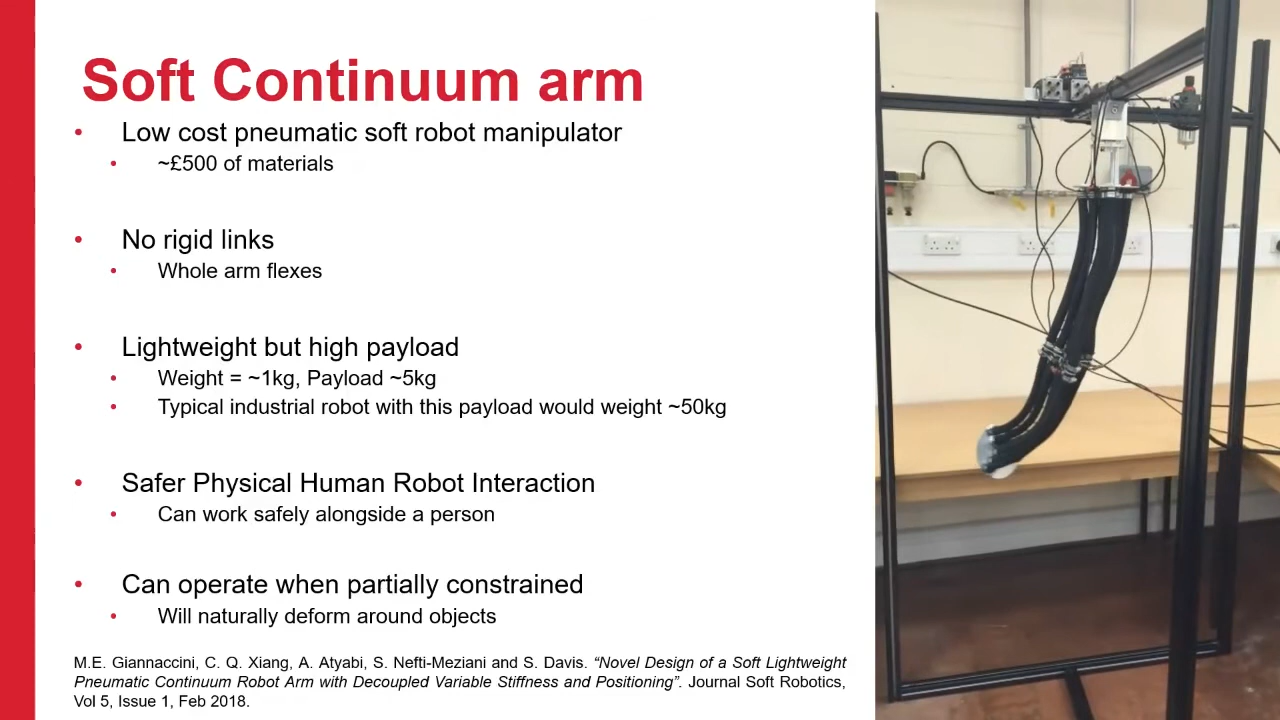 Soft Continuum arm
• Low cost pneumatic soft robot manipulator
• ~£500 of materials
• No rigid links
• Whole arm flexes
• Lightweight but high payload
• Weight = ~1kg, Payload ~5kg
• Typical industrial robot with this payload would weight ~50kg
• Safer Physical Human Robot Interaction
• Can work safely alongside a person
• Can operate when partially constrained
• Will naturally deform around objects
M.E. Giannaccini, C. Q. Xiang, A. Atyabi, S. Nefti-Meziani and S. Davis. “Novel Design of a Soft Lightweight
Pneumatic Continuum Robot Arm with Decoupled Variable Stiffness and Positioning”. Journal Soft Robotics,
Vol 5, Issue 1, Feb 2018.